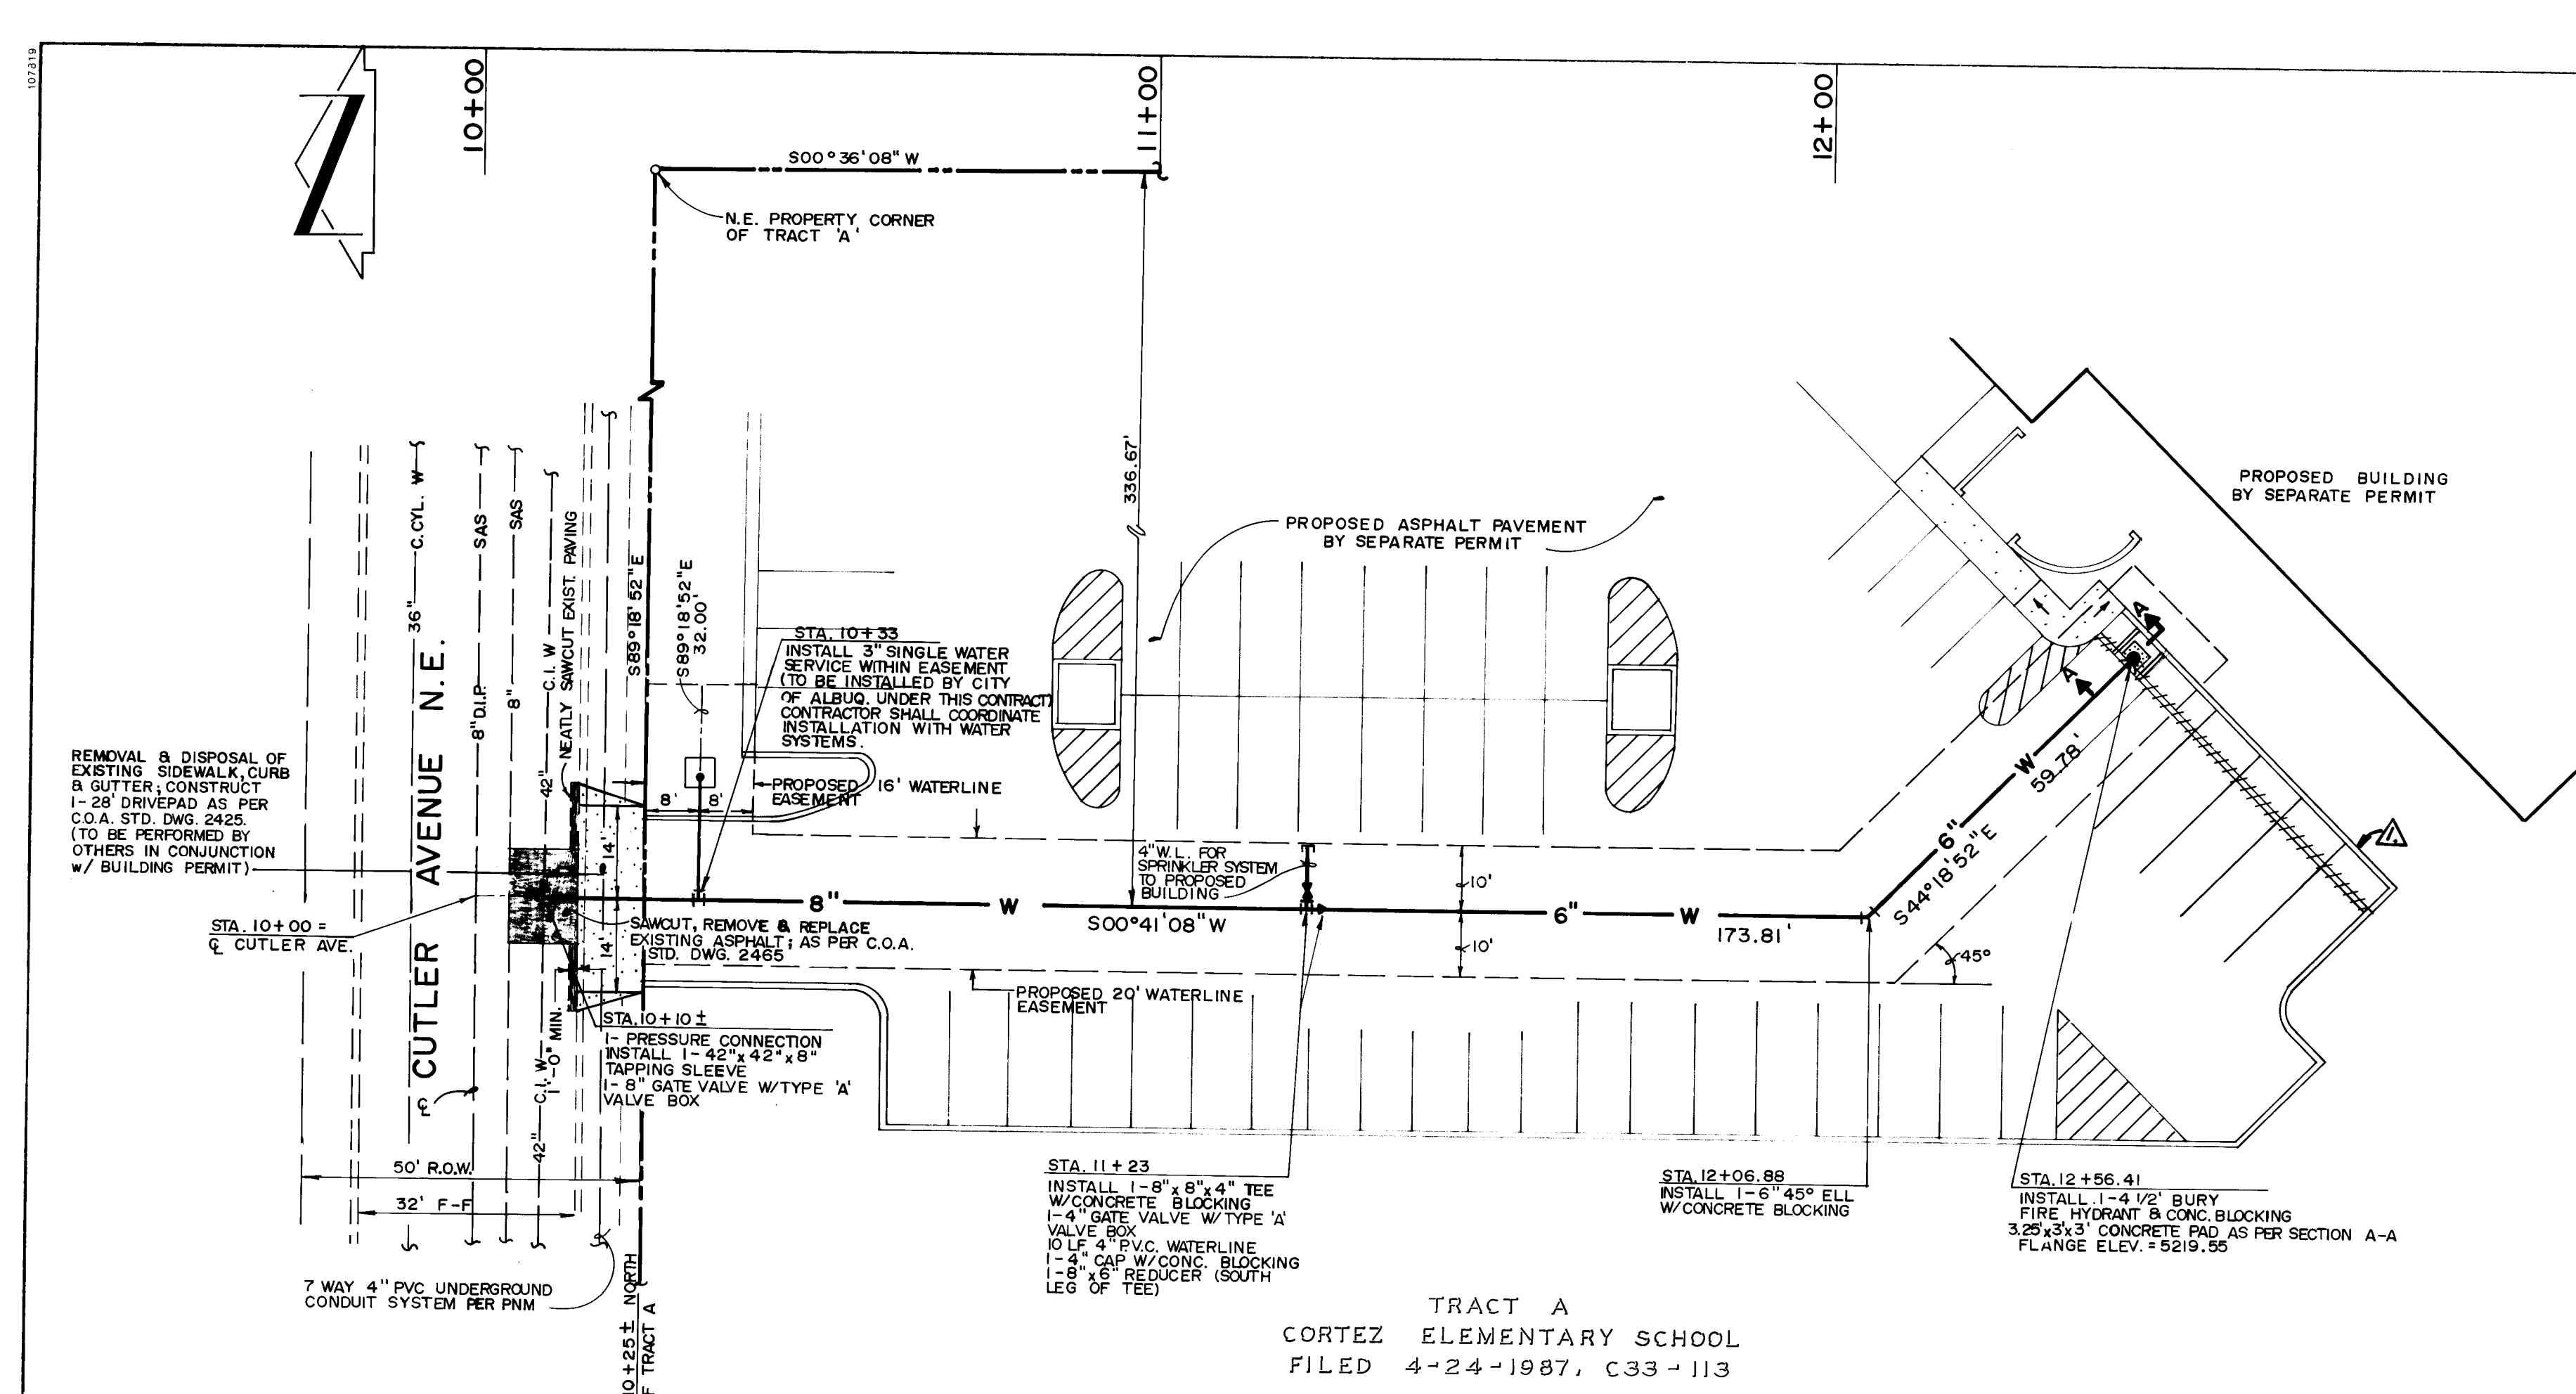 107819
10+00
11+00
12+00
S00°36'08" W
N.E. PROPERTY CORNER
OF TRACT 'A'
336.67'
PROPOSED BUILDING
BY SEPARATE PERMIT
PROPOSED ASPHALT PAVEMENT
BY SEPARATE PERMIT
36" C.CYL. W
8" D.I.P. SAS
8" SAS
42" C.I. W
NEATLY SAWCUT EXIST. PAVING
S89°18'52"E
S89°18'52"E
32.00'
STA. 10+33
INSTALL 3" SINGLE WATER
SERVICE WITHIN EASEMENT
(TO BE INSTALLED BY CITY
OF ALBUQ. UNDER THIS CONTRACT)
CONTRACTOR SHALL COORDINATE
INSTALLATION WITH WATER
SYSTEMS.
CUTLER AVENUE N.E.
REMOVAL & DISPOSAL OF
EXISTING SIDEWALK, CURB
& GUTTER; CONSTRUCT
1-28' DRIVEPAD AS PER
C.O.A. STD. DWG. 2425.
(TO BE PERFORMED BY
OTHERS IN CONJUNCTION
w/ BUILDING PERMIT)
8' 8'
PROPOSED 16' WATERLINE
EASEMENT
14'
14'
4" W.L. FOR
SPRINKLER SYSTEM
TO PROPOSED
BUILDING
10'
10'
A
A
W
59.78'
6"
S44°18'52"E
1.
8" W
S00°41'08"W
6" W
173.81'
45°
STA. 10+00 =
℄ CUTLER AVE.
SAWCUT, REMOVE & REPLACE
EXISTING ASPHALT; AS PER C.O.A.
STD. DWG. 2465
PROPOSED 20' WATERLINE
EASEMENT
STA. 10+10 ±
1- PRESSURE CONNECTION
INSTALL 1-42"x42"x8"
TAPPING SLEEVE
1-8" GATE VALVE W/TYPE 'A'
VALVE BOX
℄
42" C.I. W
1'-0" MIN.
50' R.O.W.
32' F-F
7 WAY 4" PVC UNDERGROUND
CONDUIT SYSTEM PER PNM
10+25± NORTH
F TRACT A
STA. 11+23
INSTALL 1-8"x8"x4" TEE
W/CONCRETE BLOCKING
1-4" GATE VALVE W/TYPE 'A'
VALVE BOX
10 LF 4" P.V.C. WATERLINE
1-4" CAP W/CONC. BLOCKING
1-8"x6" REDUCER (SOUTH
LEG OF TEE)
STA. 12+06.88
INSTALL 1-6" 45° ELL
W/CONCRETE BLOCKING
STA. 12+56.41
INSTALL 1-4 1/2' BURY
FIRE HYDRANT & CONC. BLOCKING
3.25'x3'x3' CONCRETE PAD AS PER SECTION A-A
FLANGE ELEV. = 5219.55
TRACT A
CORTEZ ELEMENTARY SCHOOL
FILED 4-24-1987, C33-113